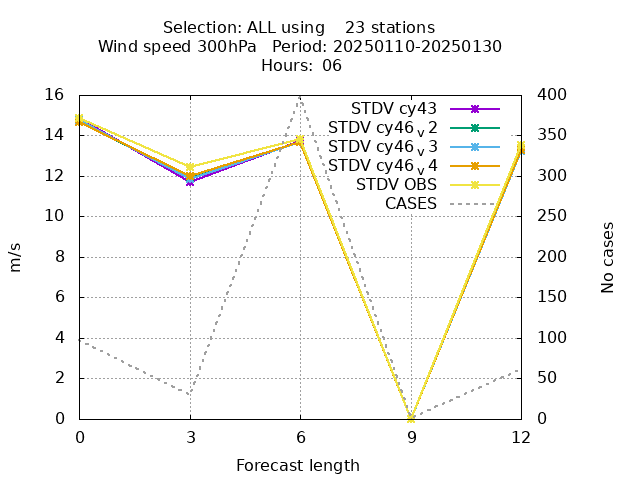 Selection: ALL using    23 stations
Wind speed 300hPa   Period: 20250110-20250130
Hours: 06
STDV cy43
STDV cy46_v2
STDV cy46_v3
STDV cy46_v4
STDV OBS
CASES
16
14
12
10
8
6
4
2
0
m/s
400
350
300
250
200
150
100
50
0
No cases
0 3 6 9 12
Forecast length